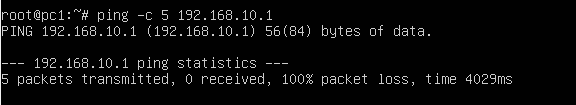 root@pc1:~# ping -c 5 192.168.10.1
PING 192.168.10.1 (192.168.10.1) 56(84) bytes of data.
--- 192.168.10.1 ping statistics ---
5 packets transmitted, 0 received, 100% packet loss, time 4029ms